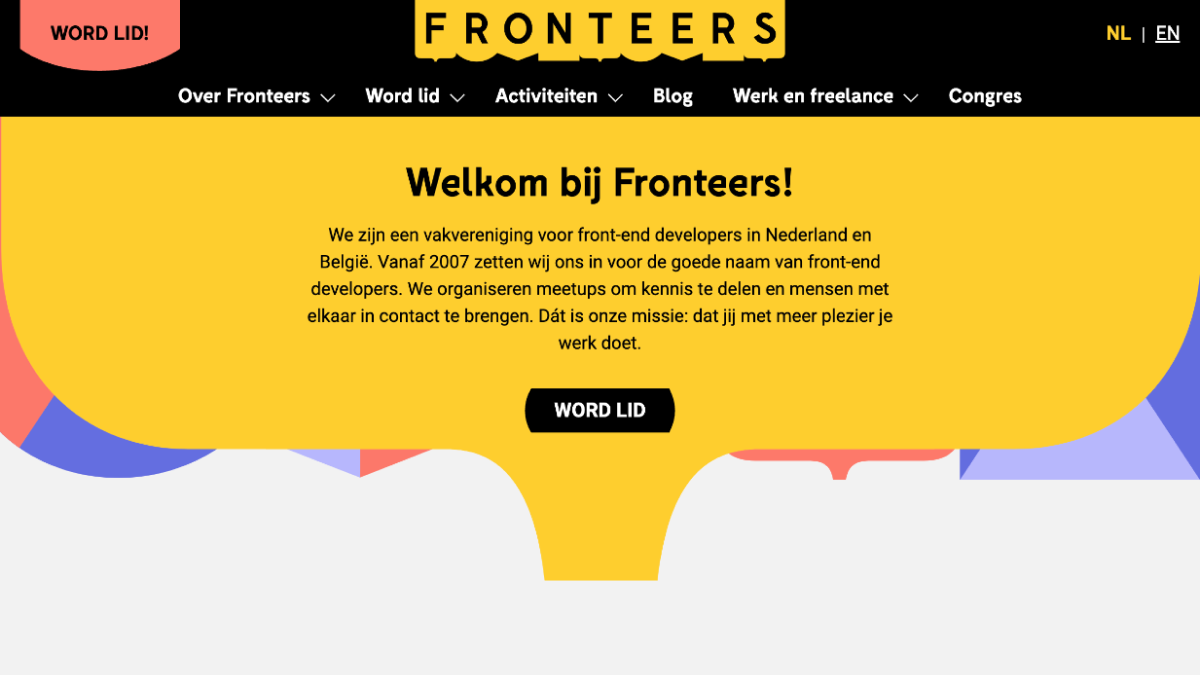 WORD LID!
FRONTEERS
NL | EN
Over Fronteers Word lid Activiteiten Blog Werk en freelance Congres
Welkom bij Fronteers!
We zijn een vakvereniging voor front-end developers in Nederland en
België. Vanaf 2007 zetten wij ons in voor de goede naam van front-end
developers. We organiseren meetups om kennis te delen en mensen met
elkaar in contact te brengen. Dát is onze missie: dat jij met meer plezier je
werk doet.
WORD LID